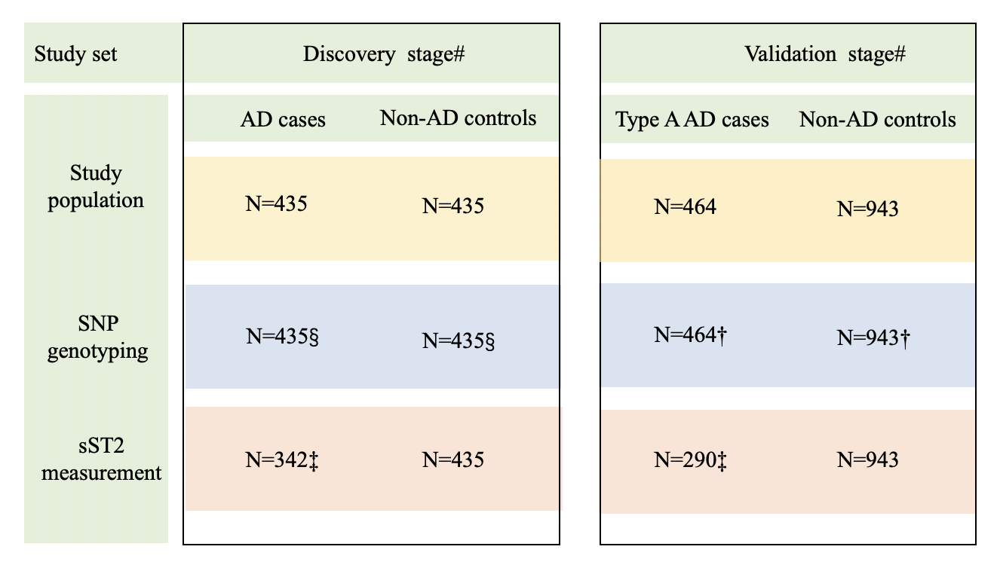 Study set
Discovery stage#
Validation stage#
AD cases
Non-AD controls
Type A AD cases
Non-AD controls
Study
population
N=435
N=435
N=464
N=943
SNP
genotyping
N=435§
N=435§
N=464†
N=943†
sST2
measurement
N=342‡
N=435
N=290‡
N=943